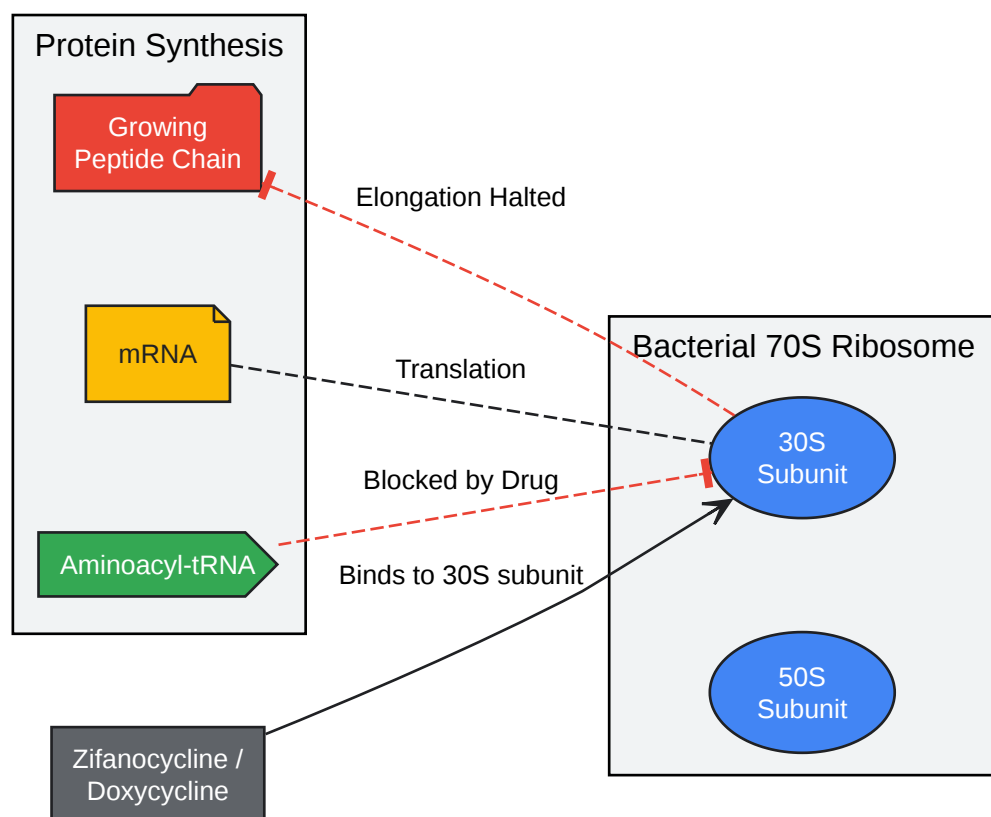 Protein Synthesis
Growing
Peptide Chain
Elongation Halted
mRNA
Translation
Bacterial 70S Ribosome
30S
Subunit
Blocked by Drug
Aminoacyl-tRNA
Binds to 30S subunit
50S
Subunit
Zifanocycline /
Doxycycline